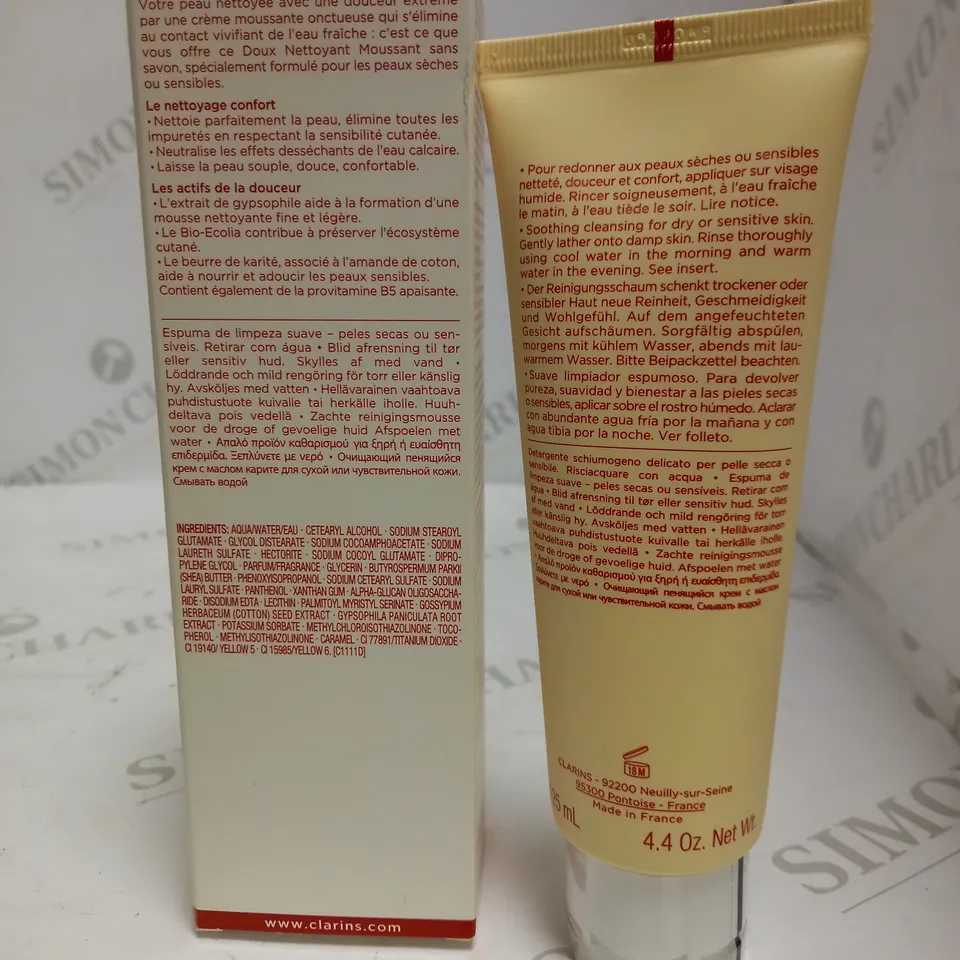 Votre peau nettoyée avec une douceur extrême
par une crème moussante onctueuse qui s'élimine
au contact vivifiant de l'eau fraîche : c'est ce que
vous offre ce Doux Nettoyant Moussant sans
savon, spécialement formulé pour les peaux sèches
ou sensibles.
Le nettoyage confort
• Nettoie parfaitement la peau, élimine toutes les
impuretés en respectant la sensibilité cutanée.
• Neutralise les effets desséchants de l'eau calcaire.
• Laisse la peau souple, douce, confortable.
Les actifs de la douceur
• L'extrait de gypsophile aide à la formation d'une
mousse nettoyante fine et légère.
• Le Bio-Ecolia contribue à préserver l'écosystème
cutané.
• Le beurre de karité, associé à l'amande de coton,
aide à nourrir et adoucir les peaux sensibles.
Contient également de la provitamine B5 apaisante.
Espuma de limpeza suave – peles secas ou sen-
síveis. Retirar com água • Blid afrensning til tør
eller sensitiv hud. Skylles af med vand •
Löddrande och mild rengöring för torr eller känslig
hy. Avsköljes med vatten • Hellävarainen vaahtoava
puhdistustuote kuivalle tai herkälle iholle. Huuh-
deltava pois vedellä • Zachte reinigingsmousse
voor de droge of gevoelige huid Afspoelen met
water • Απαλό προϊόν καθαρισμού για ξηρή ή ευαίσθητη
επιδερμίδα. Ξεπλύνετε με νερό • Очищающий пенящийся
крем с маслом карите для сухой или чувствительной кожи.
Смывать водой
INGREDIENTS: AQUA/WATER/EAU • CETEARYL ALCOHOL • SODIUM STEAROYL
GLUTAMATE • GLYCOL DISTEARATE • SODIUM COCOAMPHOACETATE • SODIUM
LAURETH SULFATE • HECTORITE • SODIUM COCOYL GLUTAMATE • DIPRO-
PYLENE GLYCOL • PARFUM/FRAGRANCE • GLYCERIN • BUTYROSPERMUM PARKII
(SHEA) BUTTER • PHENOXYISOPROPANOL • SODIUM CETEARYL SULFATE • SODIUM
LAURYL SULFATE • PANTHENOL • XANTHAN GUM • ALPHA-GLUCAN OLIGOSACCHA-
RIDE • DISODIUM EDTA • LECITHIN • PALMITOYL MYRISTYL SERINATE • GOSSYPIUM
HERBACEUM (COTTON) SEED EXTRACT • GYPSOPHILA PANICULATA ROOT
EXTRACT • POTASSIUM SORBATE • METHYLCHLOROISOTHIAZOLINONE • TOCO-
PHEROL • METHYLISOTHIAZOLINONE • CARAMEL • CI 77891/TITANIUM DIOXIDE •
CI 19140/ YELLOW 5 • CI 15985/YELLOW 6. [C1111D]
www.clarins.com
• Pour redonner aux peaux sèches ou sensibles
netteté, douceur et confort, appliquer sur visage
humide. Rincer soigneusement, à l'eau fraîche
le matin, à l'eau tiède le soir. Lire notice.
• Soothing cleansing for dry or sensitive skin.
Gently lather onto damp skin. Rinse thoroughly
using cool water in the morning and warm
water in the evening. See insert.
• Der Reinigungsschaum schenkt trockener oder
sensibler Haut neue Reinheit, Geschmeidigkeit
und Wohlgefühl. Auf dem angefeuchteten
Gesicht aufschäumen. Sorgfältig abspülen,
morgens mit kühlem Wasser, abends mit lau-
warmem Wasser. Bitte Beipackzettel beachten.
• Suave limpiador espumoso. Para devolver
pureza, suavidad y bienestar a las pieles secas
o sensibles, aplicar sobre el rostro húmedo. Aclarar
con abundante agua fría por la mañana y con
agua tibia por la noche. Ver folleto.
Detergente schiumogeno delicato per pelle secca o
sensibile. Risciacquare con acqua • Espuma de
limpeza suave – peles secas ou sensíveis. Retirar com
água • Blid afrensning til tør eller sensitiv hud. Skylles
af med vand • Löddrande och mild rengöring för torr
eller känslig hy. Avsköljes med vatten • Hellävarainen
vaahtoava puhdistustuote kuivalle tai herkälle iholle.
Huuhdeltava pois vedellä • Zachte reinigingsmousse
voor de droge of gevoelige huid. Afspoelen met water
• Απαλό προϊόν καθαρισμού για ξηρή ή ευαίσθητη επιδερμίδα.
Ξεπλύνετε με νερό • Очищающий пенящийся крем с маслом
карите для сухой или чувствительной кожи. Смывать водой
18M
CLARINS - 92200 Neuilly-sur-Seine
95300 Pontoise - France
Made in France
25 mL
4.4 Oz. Net Wt.